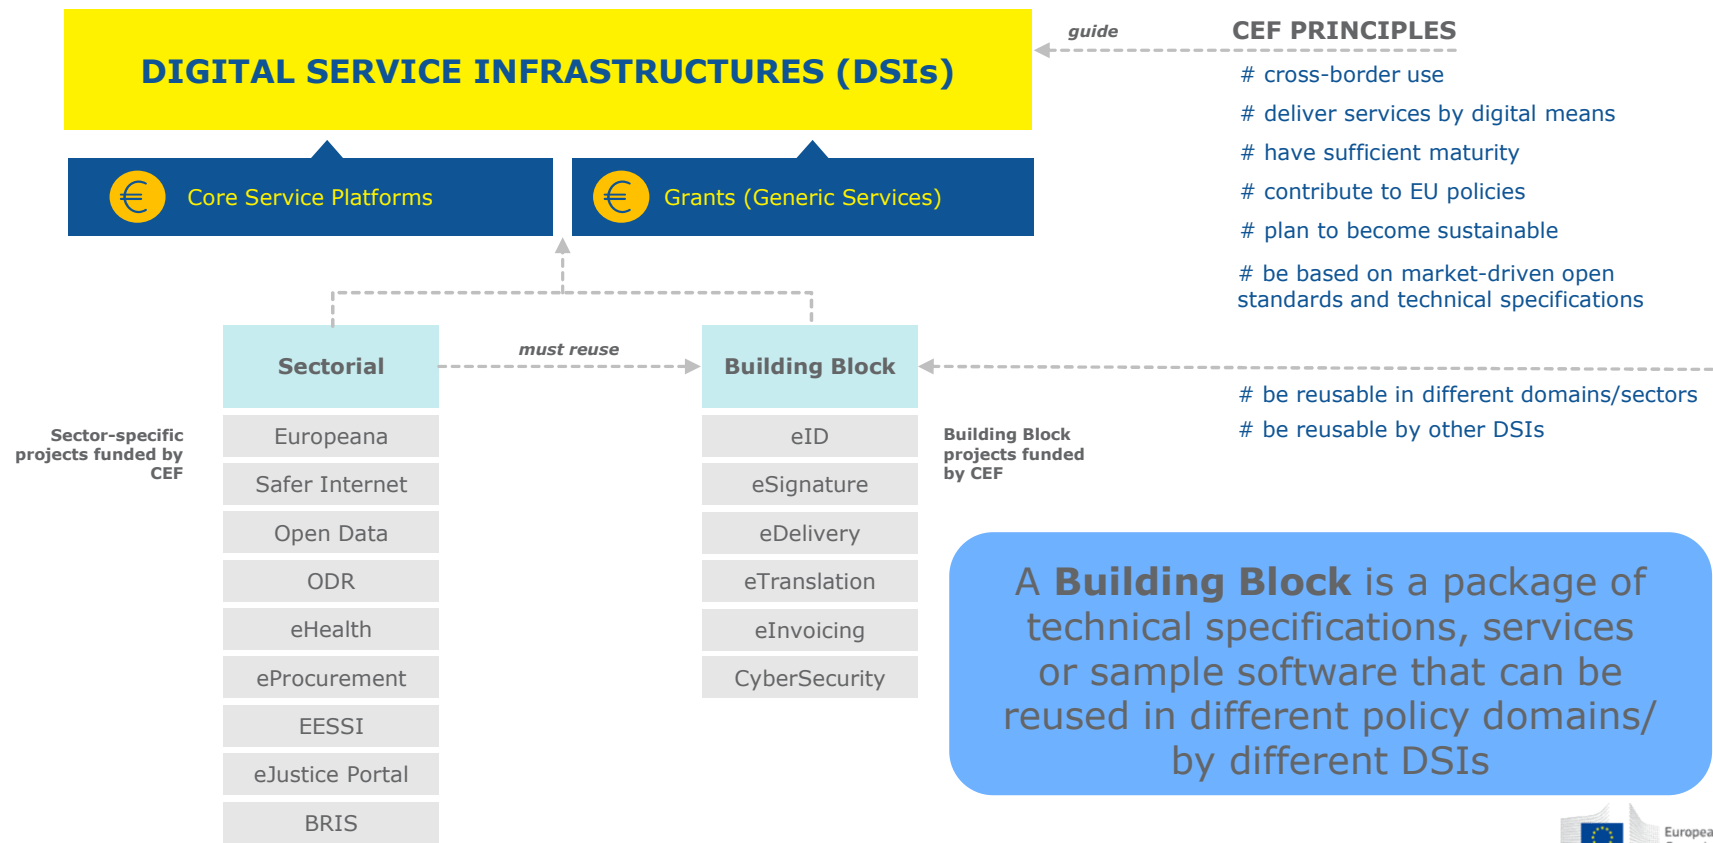 DIGITAL SERVICE INFRASTRUCTURES (DSIs)
guide
CEF PRINCIPLES
# cross-border use
# deliver services by digital means
# have sufficient maturity
# contribute to EU policies
# plan to become sustainable
# be based on market-driven open
standards and technical specifications
€ Core Service Platforms
€ Grants (Generic Services)
Sectorial
must reuse
Building Block
# be reusable in different domains/sectors
# be reusable by other DSIs
Sector-specific
projects funded by
CEF
Europeana
Safer Internet
Open Data
ODR
eHealth
eProcurement
EESSI
eJustice Portal
BRIS
eID
eSignature
eDelivery
eTranslation
eInvoicing
CyberSecurity
Building Block
projects funded
by CEF
A Building Block is a package of
technical specifications, services
or sample software that can be
reused in different policy domains/
by different DSIs
Europea